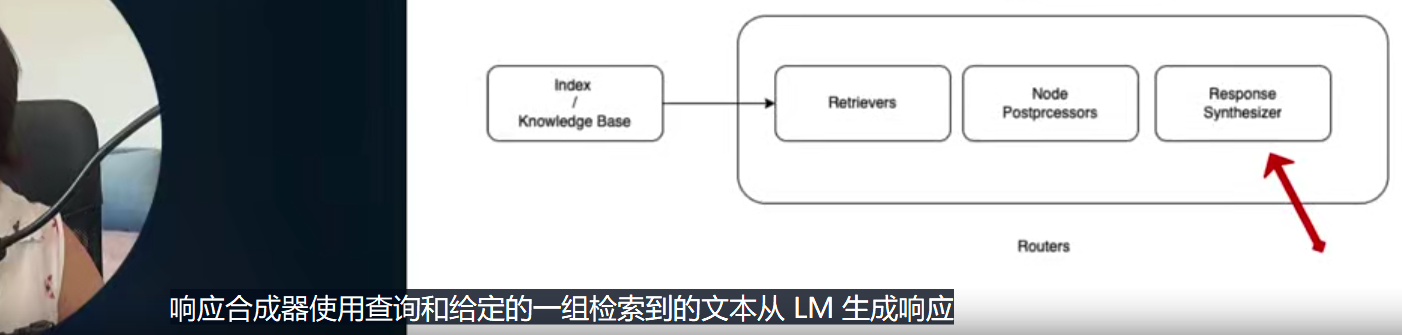 Index
/
Knowledge Base
Retrievers
Node
Postprcessors
Response
Synthesizer
Routers
响应合成器使用查询和给定的一组检索到的文本从 LM 生成响应